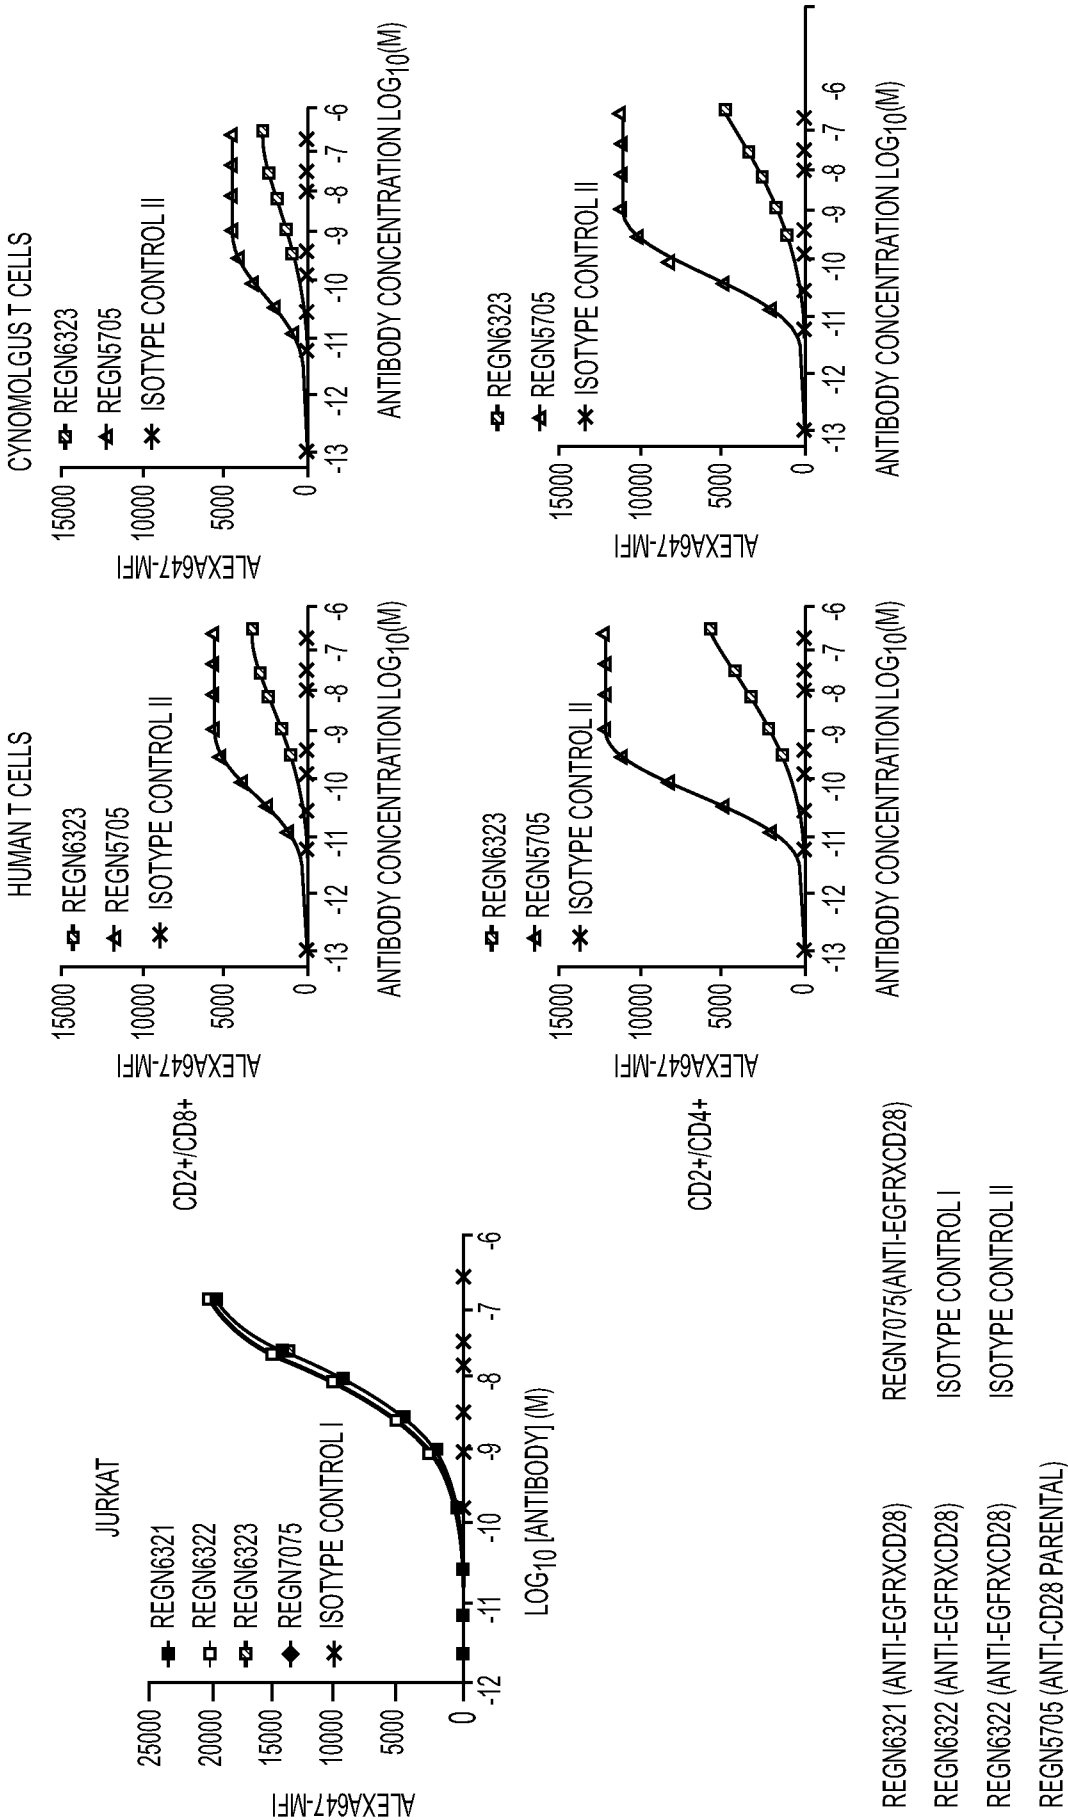 JURKAT
REGN6321
REGN6322
REGN6323
REGN7075
ISOTYPE CONTROL I
ALEXA647-MFI
25000
20000
15000
10000
5000
0
-12
-11
-10
-9
-8
-7
-6
LOG10 [ANTIBODY] (M)
HUMAN T CELLS
CD2+/CD8+
REGN6323
REGN5705
ISOTYPE CONTROL II
ALEXA647-MFI
15000
10000
5000
0
-13
-12
-11
-10
-9
-8
-7
-6
ANTIBODY CONCENTRATION LOG10(M)
CYNOMOLGUS T CELLS
REGN6323
REGN5705
ISOTYPE CONTROL II
ALEXA647-MFI
15000
10000
5000
0
-13
-12
-11
-10
-9
-8
-7
-6
ANTIBODY CONCENTRATION LOG10(M)
CD2+/CD4+
REGN6323
REGN5705
ISOTYPE CONTROL II
ALEXA647-MFI
15000
10000
5000
0
-13
-12
-11
-10
-9
-8
-7
-6
ANTIBODY CONCENTRATION LOG10(M)
REGN6323
REGN5705
ISOTYPE CONTROL II
ALEXA647-MFI
15000
10000
5000
0
-13
-12
-11
-10
-9
-8
-7
-6
ANTIBODY CONCENTRATION LOG10(M)
REGN6321 (ANTI-EGFRXCD28)
REGN6322 (ANTI-EGFRXCD28)
REGN6322 (ANTI-EGFRXCD28)
REGN5705 (ANTI-CD28 PARENTAL)
REGN7075(ANTI-EGFRXCD28)
ISOTYPE CONTROL I
ISOTYPE CONTROL II